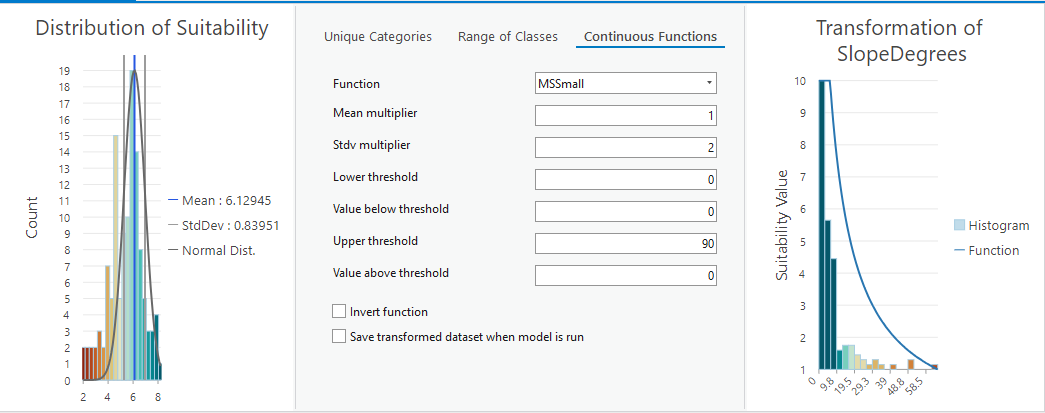 Distribution of Suitability
19
18
17
16
15
14
13
12
11
10
9
8
7
6
5
4
3
2
1
0
Count
2 4 6 8
Mean : 6.12945
StdDev : 0.83951
Normal Dist.
Unique Categories Range of Classes Continuous Functions
Function MSSmall
Mean multiplier 1
Stdv multiplier 2
Lower threshold 0
Value below threshold 0
Upper threshold 90
Value above threshold 0
Invert function
Save transformed dataset when model is run
Transformation of
SlopeDegrees
10
9
8
7
6
5
4
3
2
1
Suitability Value
0 9.8 19.5 29.3 39 48.8 58.5
Histogram
Function